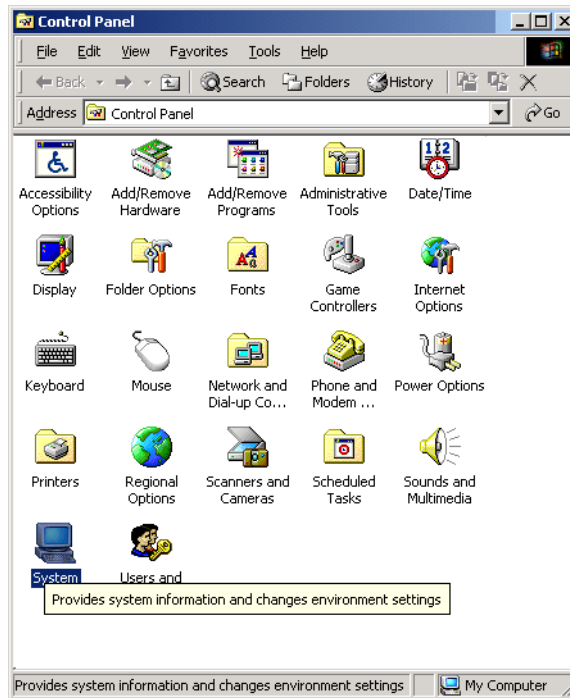 Control Panel
File Edit View Favorites Tools Help
Back Search Folders History
Address Control Panel Go
Accessibility Options
Add/Remove Hardware
Add/Remove Programs
Administrative Tools
12
Date/Time
Display
Folder Options
Fonts
Game Controllers
Internet Options
Keyboard
Mouse
Network and Dial-up Co...
Phone and Modem ...
Power Options
Printers
Regional Options
Scanners and Cameras
Scheduled Tasks
Sounds and Multimedia
System
Users and
Provides system information and changes environment settings
Provides system information and changes environment settings My Computer